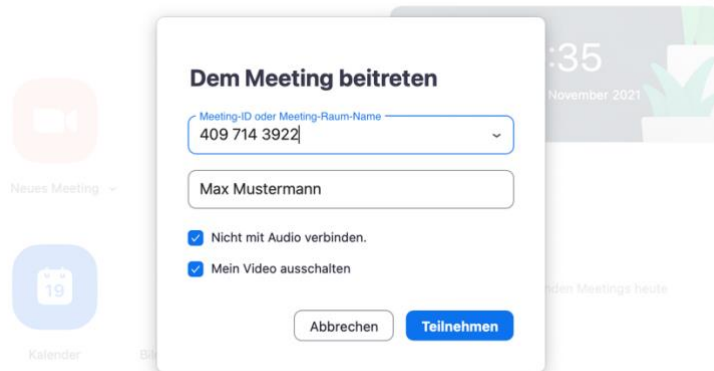 :35
November 2021
Dem Meeting beitreten
Meeting-ID oder Meeting-Raum-Name
409 714 3922
Max Mustermann
Nicht mit Audio verbinden.
Mein Video ausschalten
Abbrechen
Teilnehmen
Neues Meeting
19
Kalender
nden Meetings heute